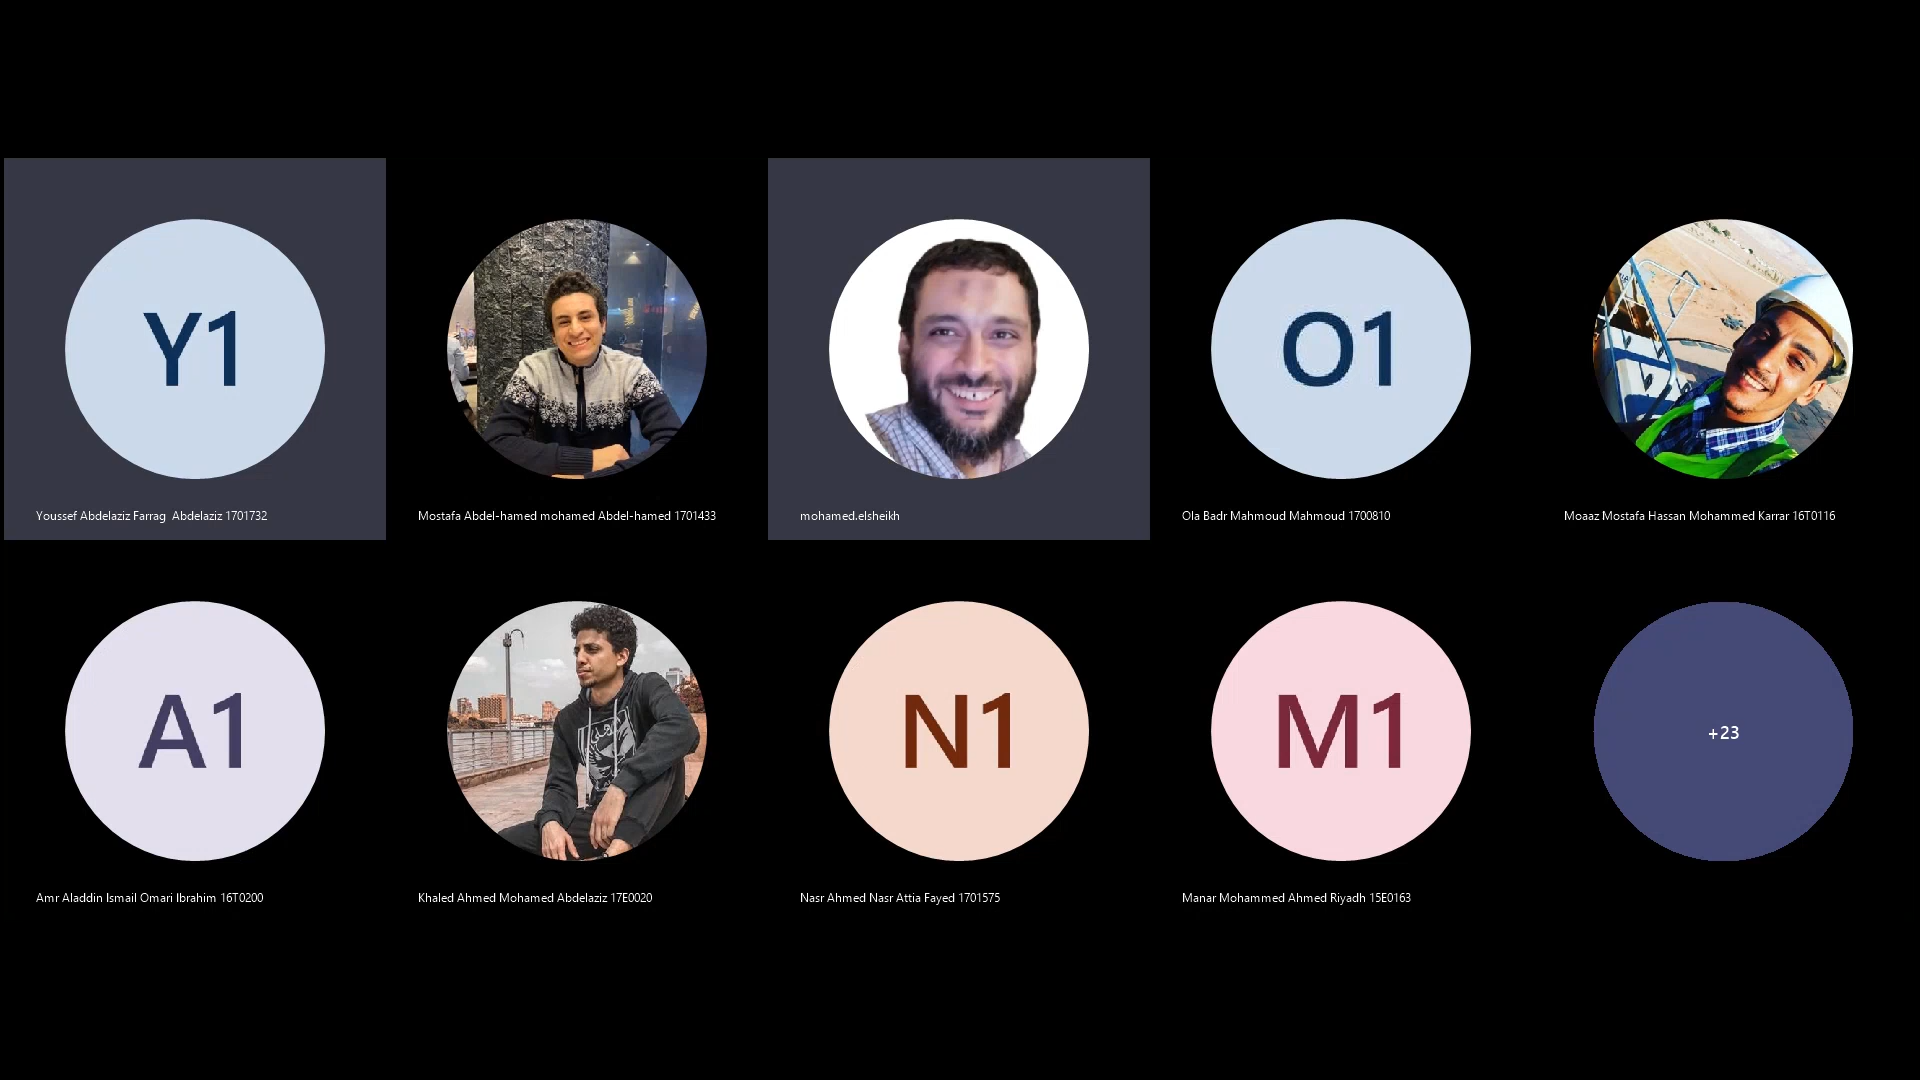 Y1
O1
Youssef Abdelaziz Farrag  Abdelaziz 1701732
Mostafa Abdel-hamed mohamed Abdel-hamed 1701433
mohamed.elsheikh
Ola Badr Mahmoud Mahmoud 1700810
Moaaz Mostafa Hassan Mohammed Karrar 16T0116
A1
N1
M1
+23
Amr Aladdin Ismail Omari Ibrahim 16T0200
Khaled Ahmed Mohamed Abdelaziz 17E0020
Nasr Ahmed Nasr Attia Fayed 1701575
Manar Mohammed Ahmed Riyadh 15E0163